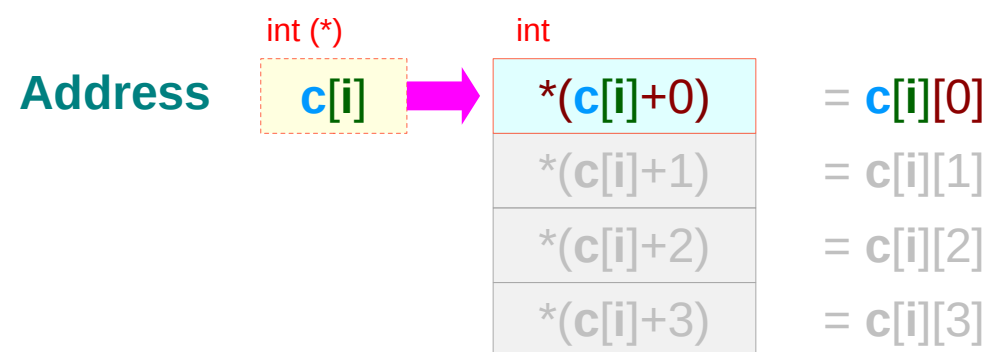 int (*) int
Address c[i] *(c[i]+0) = c[i][0]
*(c[i]+1) = c[i][1]
*(c[i]+2) = c[i][2]
*(c[i]+3) = c[i][3]